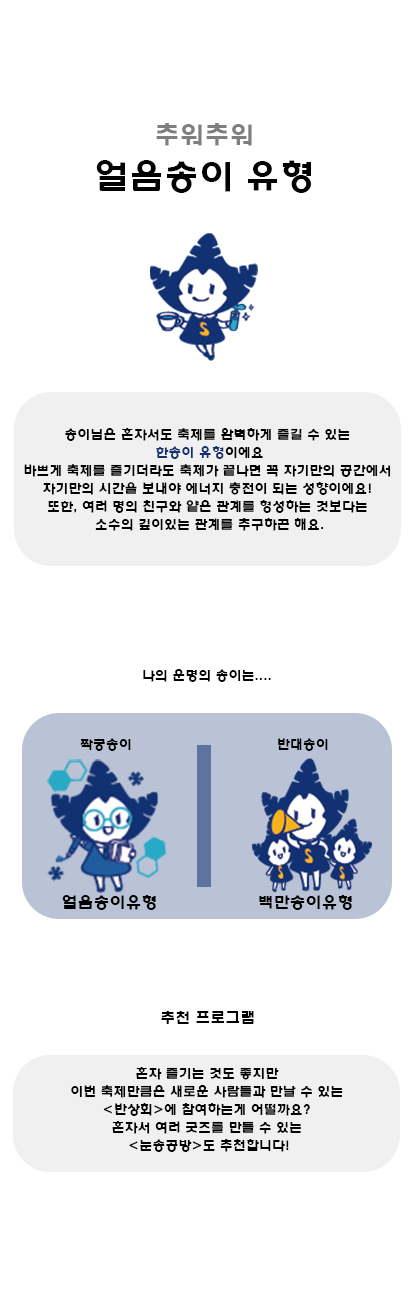 추워추워
얼음송이 유형
송이님은 혼자서도 축제를 완벽하게 즐길 수 있는
한송이 유형이에요
바쁘게 축제를 즐기더라도 축제가 끝나면 꼭 자기만의 공간에서
자기만의 시간을 보내야 에너지 충전이 되는 성향이에요!
또한, 여러 명의 친구와 얕은 관계를 형성하는 것보다는
소수의 깊이있는 관계를 추구하곤 해요.
나의 운명의 송이는....
짝궁송이
반대송이
얼음송이유형
백만송이유형
추천 프로그램
혼자 즐기는 것도 좋지만
이번 축제만큼은 새로운 사람들과 만날 수 있는
<반상회>에 참여하는게 어떨까요?
혼자서 여러 굿즈를 만들 수 있는
<눈송공방>도 추천합니다!